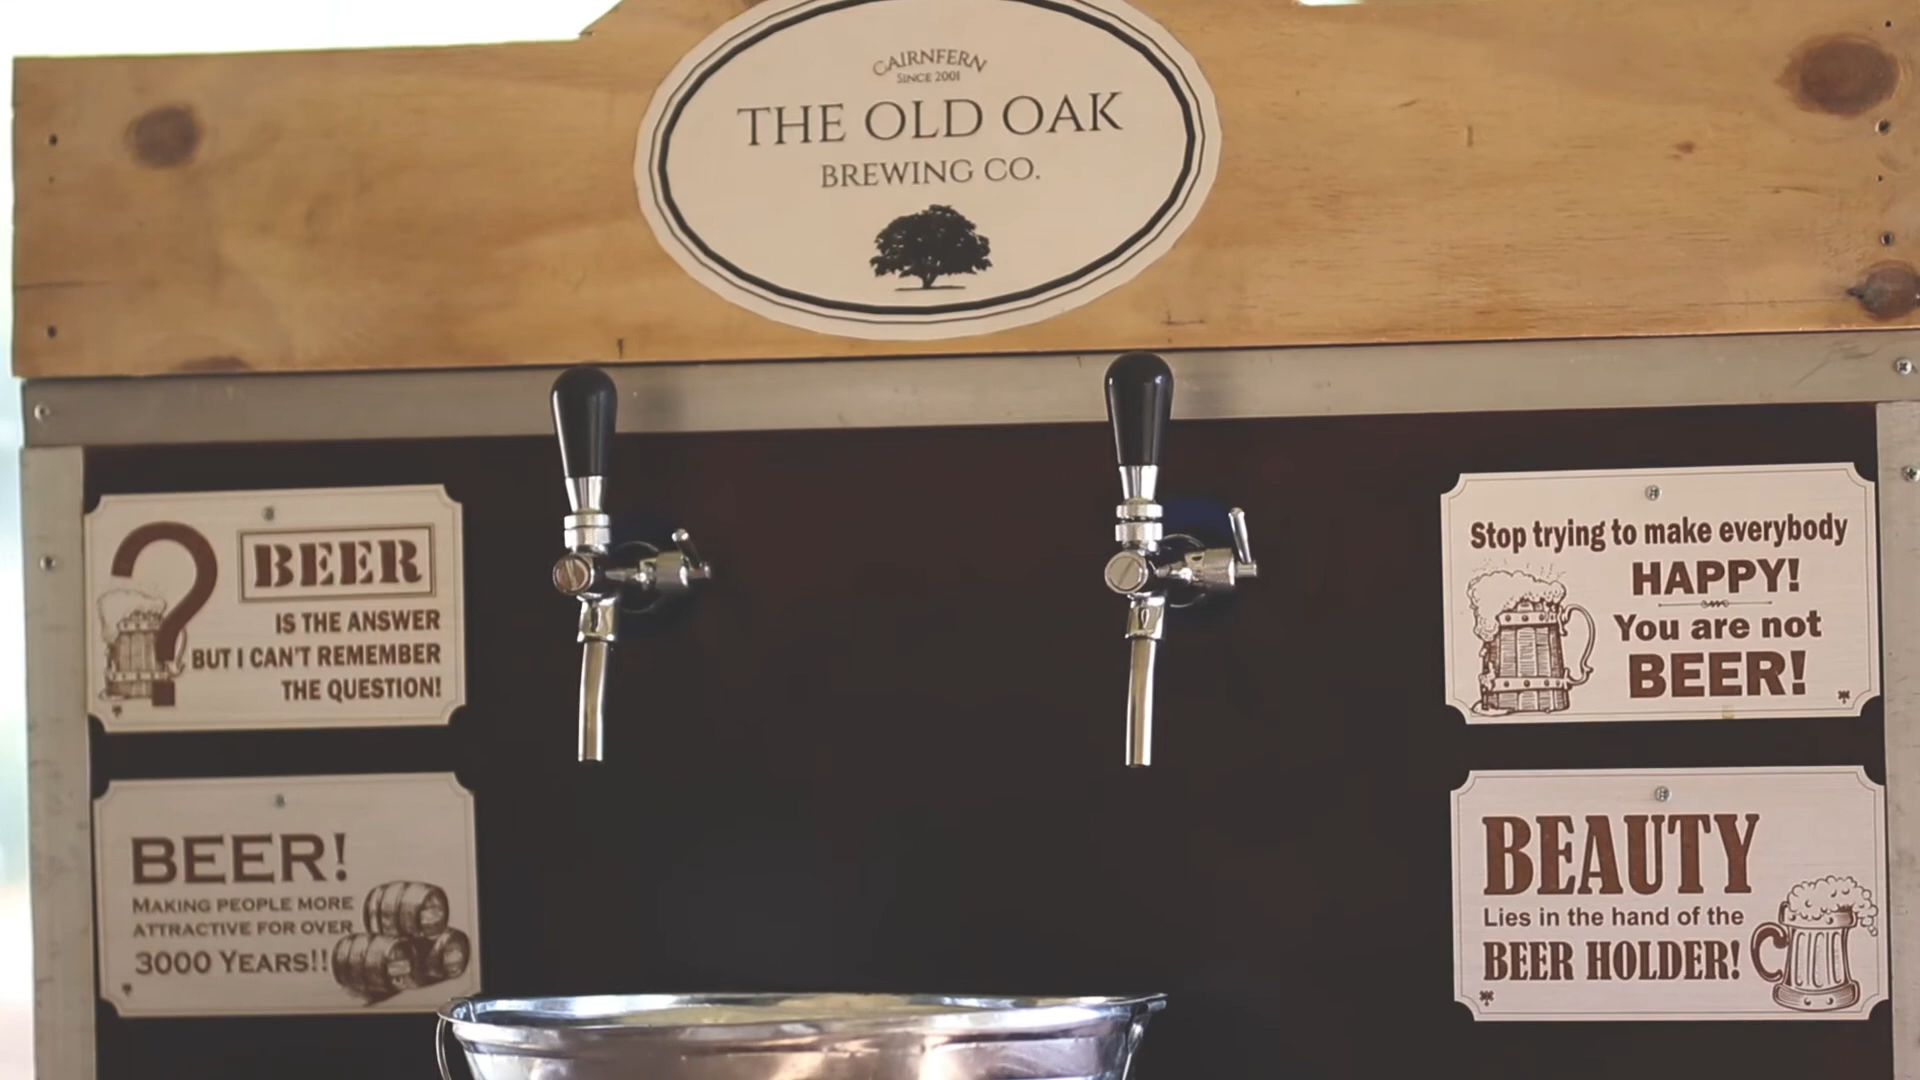 CAIRNFERN
SINCE 2001
THE OLD OAK
BREWING CO.
BEER
IS THE ANSWER
BUT I CAN'T REMEMBER
THE QUESTION!
Stop trying to make everybody
HAPPY!
You are not
BEER!
BEER!
MAKING PEOPLE MORE
ATTRACTIVE FOR OVER
3000 YEARS!!
BEAUTY
Lies in the hand of the
BEER HOLDER!